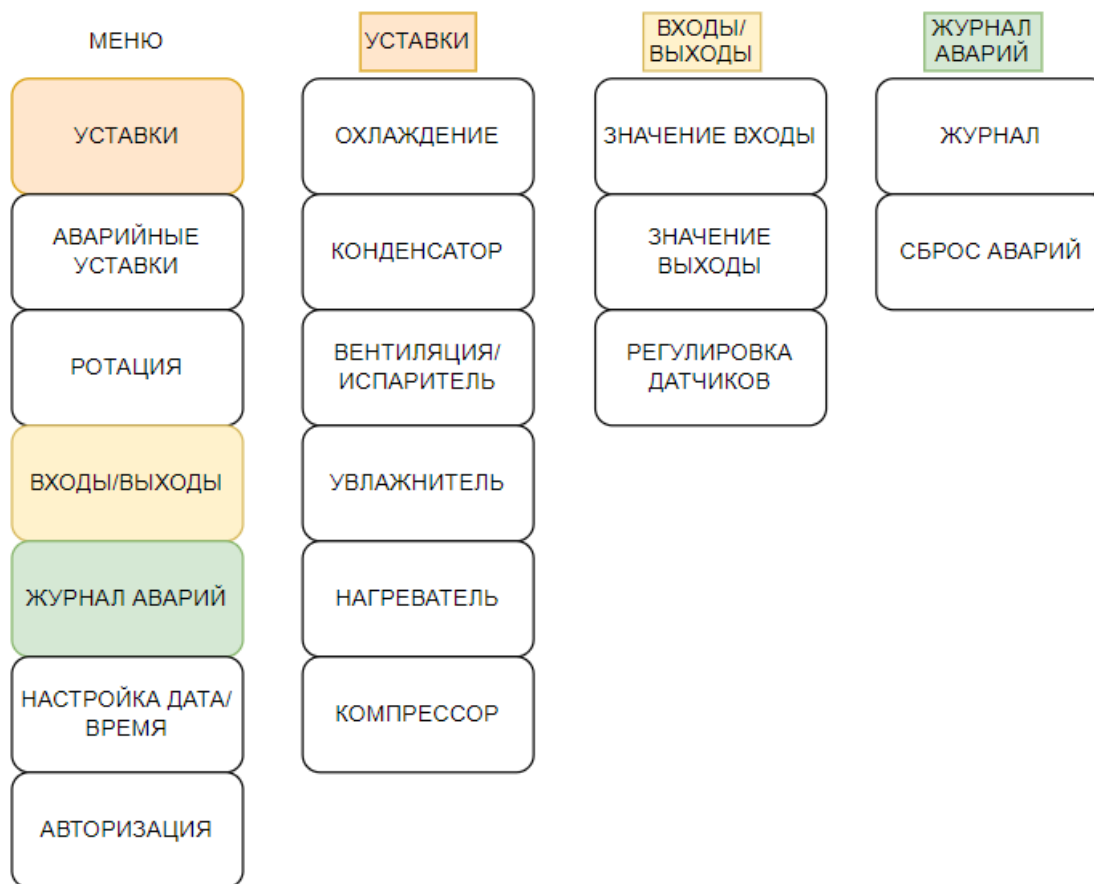 МЕНЮ
УСТАВКИ
АВАРИЙНЫЕ
УСТАВКИ
РОТАЦИЯ
ВХОДЫ/ВЫХОДЫ
ЖУРНАЛ АВАРИЙ
НАСТРОЙКА ДАТА/
ВРЕМЯ
АВТОРИЗАЦИЯ
УСТАВКИ
ОХЛАЖДЕНИЕ
КОНДЕНСАТОР
ВЕНТИЛЯЦИЯ/
ИСПАРИТЕЛЬ
УВЛАЖНИТЕЛЬ
НАГРЕВАТЕЛЬ
КОМПРЕССОР
ВХОДЫ/
ВЫХОДЫ
ЗНАЧЕНИЕ ВХОДЫ
ЗНАЧЕНИЕ
ВЫХОДЫ
РЕГУЛИРОВКА
ДАТЧИКОВ
ЖУРНАЛ
АВАРИЙ
ЖУРНАЛ
СБРОС АВАРИЙ